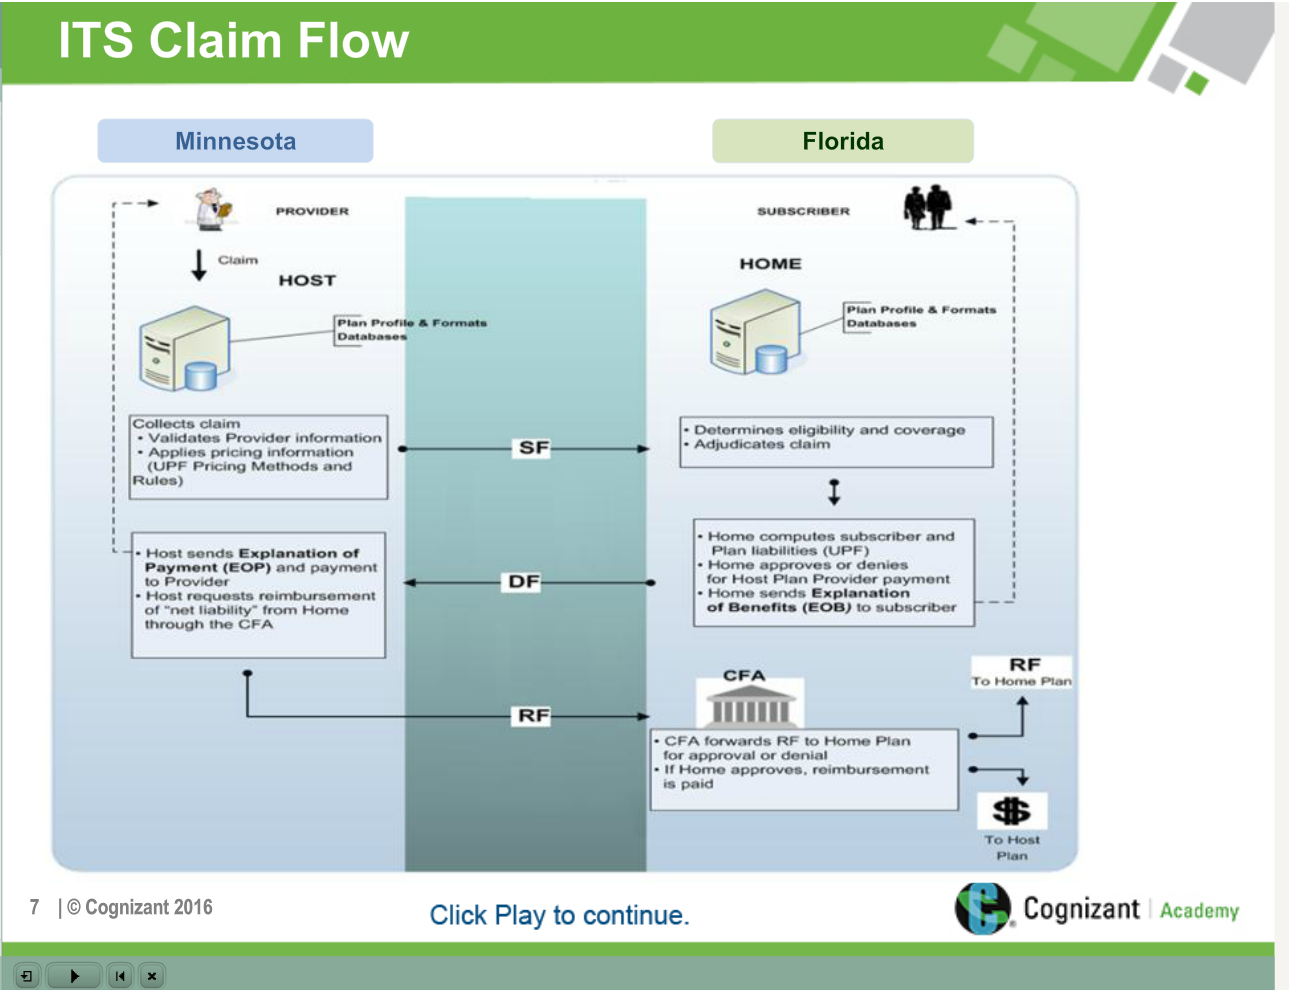 ITS Claim Flow
Minnesota
Florida
PROVIDER
SUBSCRIBER
Claim
HOST
HOME
Plan Profile & Formats
Databases
Plan Profile & Formats
Databases
Collects claim
• Validates Provider information
• Applies pricing information
(UPF Pricing Methods and
Rules)
SF
• Determines eligibility and coverage
• Adjudicates claim
• Host sends Explanation of
Payment (EOP) and payment
to Provider
• Host requests reimbursement
of “net liability” from Home
through the CFA
DF
• Home computes subscriber and
Plan liabilities (UPF)
• Home approves or denies
for Host Plan Provider payment
• Home sends Explanation
of Benefits (EOB) to subscriber
RF
CFA
• CFA forwards RF to Home Plan
for approval or denial
• If Home approves, reimbursement
is paid
RF
To Home Plan
$
To Host
Plan
7 | © Cognizant 2016
Click Play to continue.
Cognizant | Academy